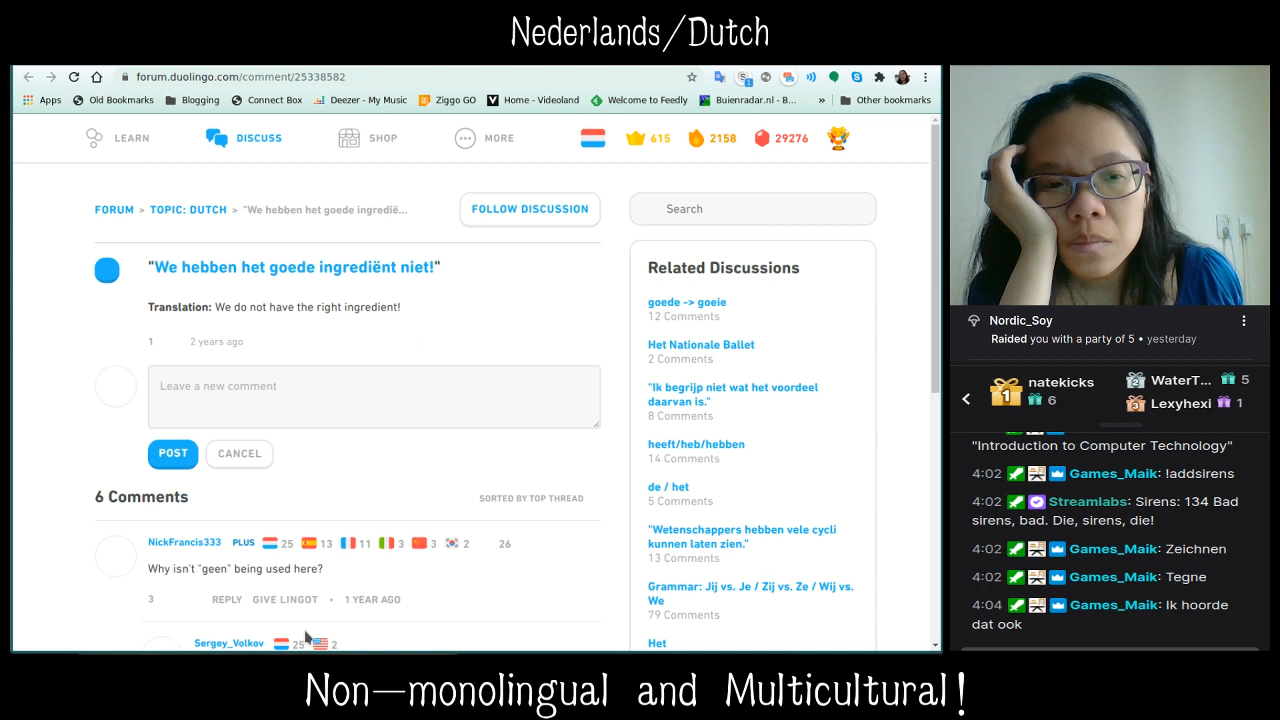 Nederlands/Dutch
forum.duolingo.com/comment/25338582
Apps Old Bookmarks Blogging Connect Box Deezer - My Music Ziggo GO Home - Videoland Welcome to Feedly Buienradar.nl - B... » Other bookmarks
LEARN DISCUSS SHOP MORE 615 2158 29276
FORUM > TOPIC: DUTCH > "We hebben het goede ingredië...
FOLLOW DISCUSSION
Search
"We hebben het goede ingrediënt niet!"
Translation: We do not have the right ingredient!
1 2 years ago
Leave a new comment
POST CANCEL
6 Comments SORTED BY TOP THREAD
NickFrancis333 PLUS 25 13 11 3 3 2 26
Why isn't "geen" being used here?
3 REPLY GIVE LINGOT • 1 YEAR AGO
Sergey_Volkov 25 2
Related Discussions
goede -> goeie
12 Comments
Het Nationale Ballet
2 Comments
"Ik begrijp niet wat het voordeel
daarvan is."
8 Comments
heeft/heb/hebben
14 Comments
de / het
5 Comments
"Wetenschappers hebben vele cycli
kunnen laten zien."
13 Comments
Grammar: Jij vs. Je / Zij vs. Ze / Wij vs.
We
79 Comments
Het
Nordic_Soy
Raided you with a party of 5 • yesterday
1 natekicks
6
2 WaterT... 5
3 Lexyhexi 1
"Introduction to Computer Technology"
4:02 Games_Maik: !addsirens
4:02 Streamlabs: Sirens: 134 Bad
sirens, bad. Die, sirens, die!
4:02 Games_Maik: Zeichnen
4:02 Games_Maik: Tegne
4:04 Games_Maik: Ik hoorde
dat ook
Non-monolingual and Multicultural!